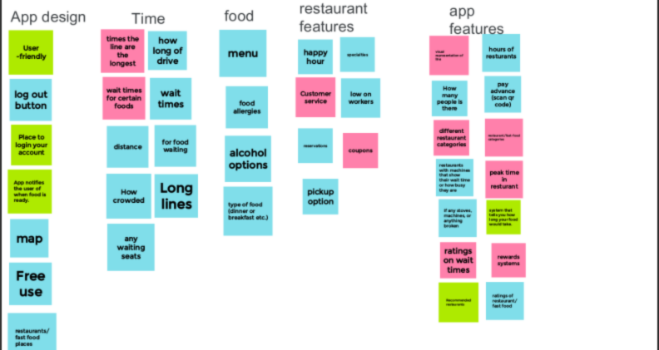 App design
User
-friendly
log out
button
Place to
login your
account
App notifies
the user of
when food is
ready.
map
Free
use
restaurants/
fast food
places
Time
times the
line are
the
longest
how
long of
drive
wait times
for certain
foods
wait
times
distance
for food
waiting
How
crowded
Long
lines
any
waiting
seats
food
menu
food
allergies
alcohol
options
type of food
(dinner or
breakfast etc.)
restaurant
features
happy
hour
specialties
Customer
service
low on
workers
reservations
coupons
pickup
option
app
features
visual
representation of
line
hours of
resturants
How
many
people is
there
pay
advance
(scan qr
code)
different
restaurant
categories
restaurants
with machines
that show
their wait time
or how busy
they are
peak time
in
resturant
if any stoves,
machines, or
anything
broken
system that
tells you how
long your food
would take
ratings
on wait
times
rewards
systems
Recommended
restaurants
ratings of
restaurant/
fast food